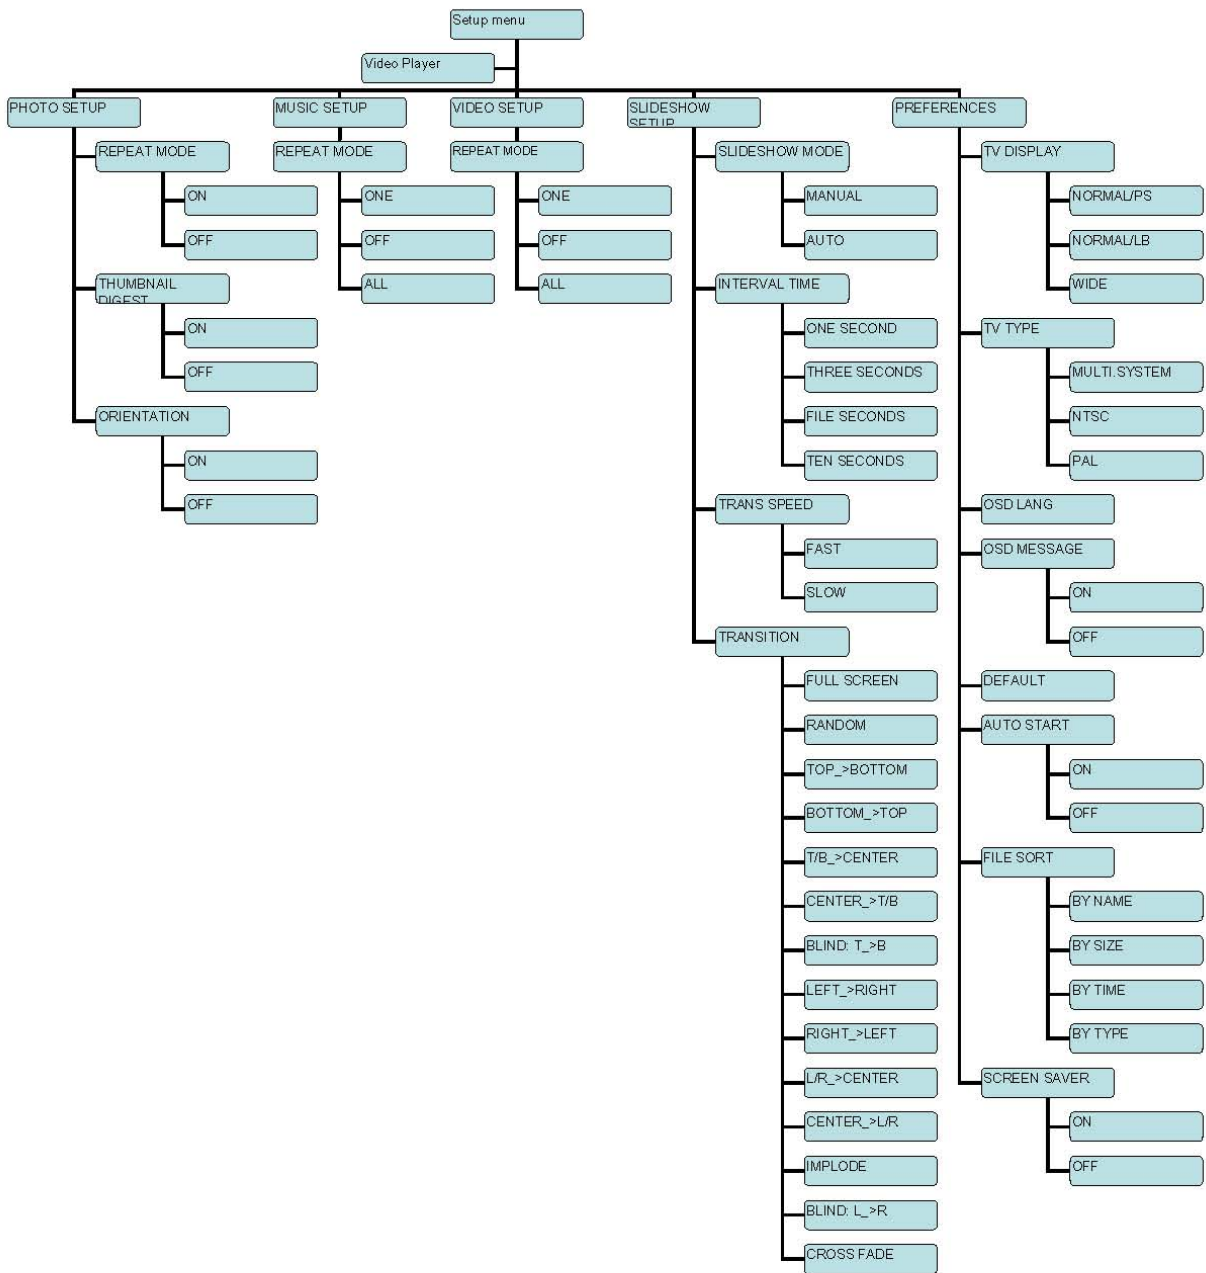 Setup menu
Video Player
PHOTO SETUP
REPEAT MODE
ON
OFF
THUMBNAIL
DIGEST
ON
OFF
ORIENTATION
ON
OFF
MUSIC SETUP
REPEAT MODE
ONE
OFF
ALL
VIDEO SETUP
REPEAT MODE
ONE
OFF
ALL
SLIDESHOW
SETUP
SLIDESHOW MODE
MANUAL
AUTO
INTERVAL TIME
ONE SECOND
THREE SECONDS
FILE SECONDS
TEN SECONDS
TRANS SPEED
FAST
SLOW
TRANSITION
FULL SCREEN
RANDOM
TOP_>BOTTOM
BOTTOM_>TOP
T/B_>CENTER
CENTER_>T/B
BLIND: T_>B
LEFT_>RIGHT
RIGHT_>LEFT
L/R_>CENTER
CENTER_>L/R
IMPLODE
BLIND: L_>R
CROSS FADE
PREFERENCES
TV DISPLAY
NORMAL/PS
NORMAL/LB
WIDE
TV TYPE
MULTI.SYSTEM
NTSC
PAL
OSD LANG
OSD MESSAGE
ON
OFF
DEFAULT
AUTO START
ON
OFF
FILE SORT
BY NAME
BY SIZE
BY TIME
BY TYPE
SCREEN SAVER
ON
OFF